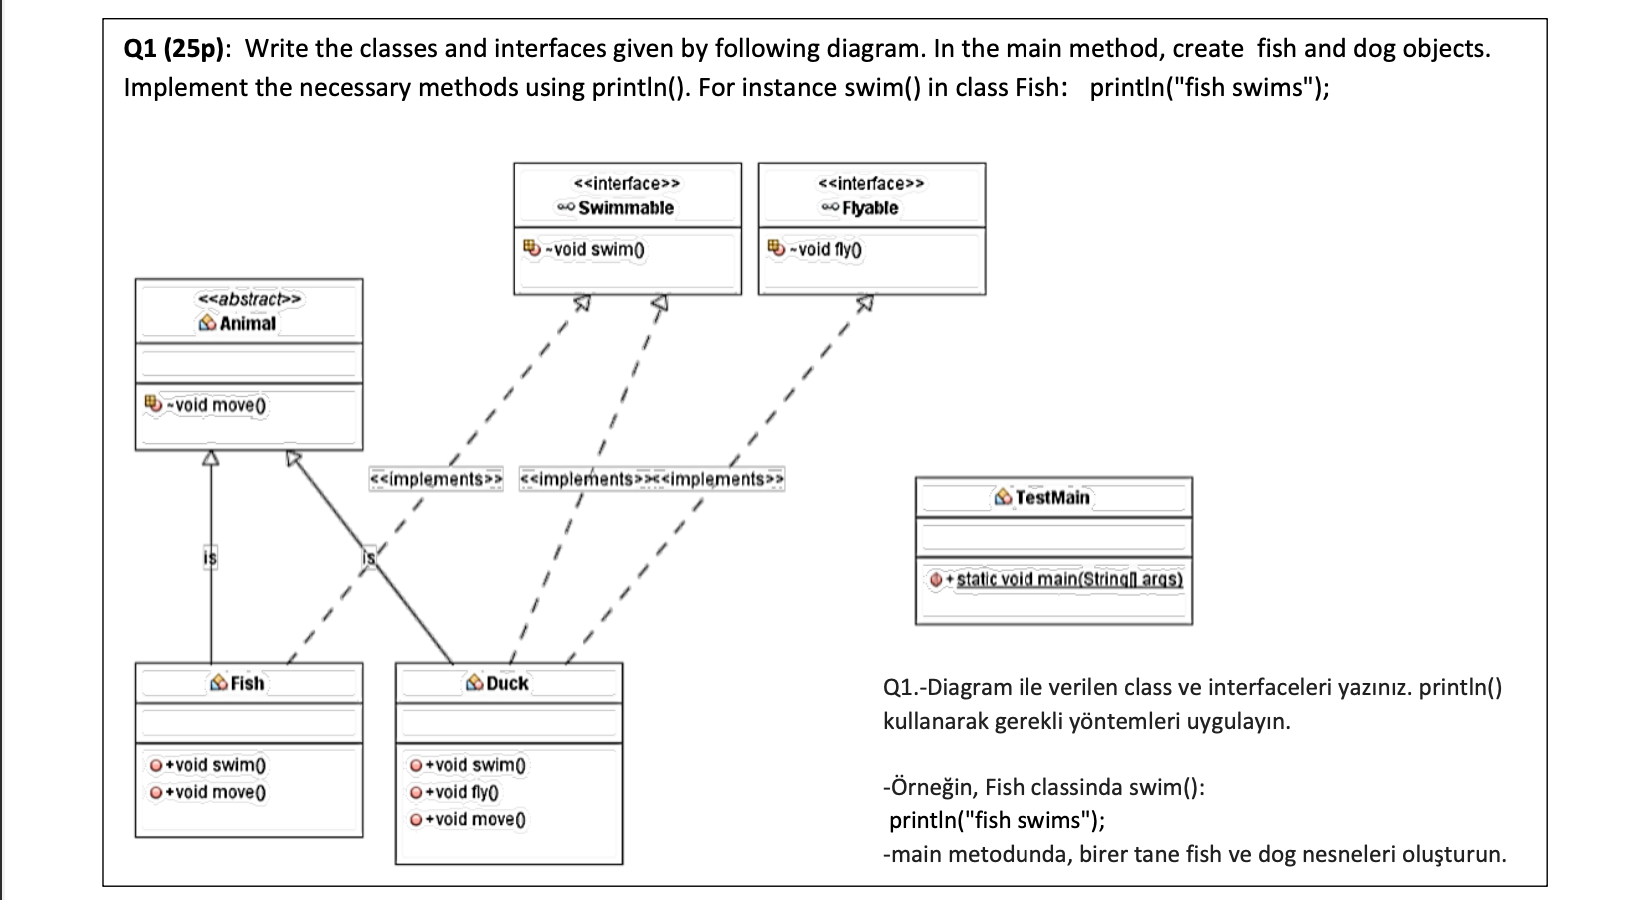 Q1 (25p): Write the classes and interfaces given by following diagram. In the main method, create fish and dog objects.
Implement the necessary methods using println(). For instance swim() in class Fish: println("fish swims");
<<interface>>
Swimmable
~void swim()
<<interface>>
Flyable
~void fly()
<<abstract>>
Animal
~void move()
<<implements>>
<<implements>>
<<implements>>
is
is
TestMain
+static void main(String[] args)
Fish
+void swim()
+void move()
Duck
+void swim()
+void fly()
+void move()
Q1.-Diagram ile verilen class ve interfaceleri yazınız. println()
kullanarak gerekli yöntemleri uygulayın.
-Örneğin, Fish classinda swim():
println("fish swims");
-main metodunda, birer tane fish ve dog nesneleri oluşturun.